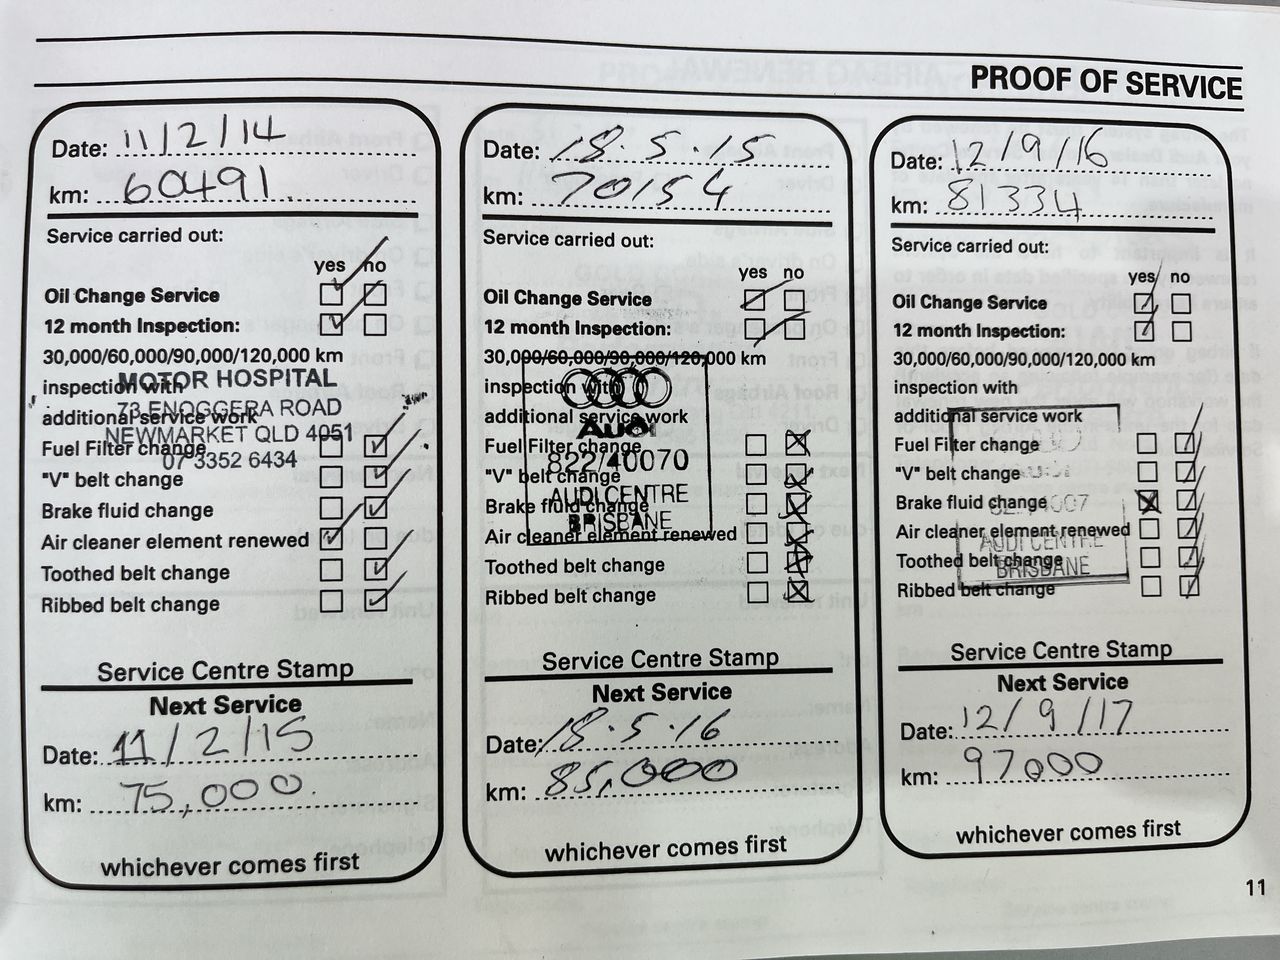 PROOF OF SERVICE
Date: 11/2/14
km: 60491
Service carried out:
yes no
Oil Change Service
12 month Inspection:
30,000/60,000/90,000/120,000 km
inspection with
additional service work
Fuel Filter change
"V" belt change
Brake fluid change
Air cleaner element renewed
Toothed belt change
Ribbed belt change
MOTOR HOSPITAL
73 ENOGGERA ROAD
NEWMARKET QLD 4051
07 3352 6434
Service Centre Stamp
Next Service
Date: 11/2/15
km: 75,000
whichever comes first
Date: 18.5.15
km: 70154
Service carried out:
yes no
Oil Change Service
12 month Inspection:
30,000/60,000/90,000/120,000 km
inspection with
additional service work
Fuel Filter change
"V" belt change
Brake fluid change
Air cleaner element renewed
Toothed belt change
Ribbed belt change
Audi
822/40070
AUDI CENTRE
BRISBANE
Service Centre Stamp
Next Service
Date: 18.5.16
km: 85,000
whichever comes first
Date: 12/9/16
km: 81334
Service carried out:
yes no
Oil Change Service
12 month Inspection:
30,000/60,000/90,000/120,000 km
inspection with
additional service work
Fuel Filter change
"V" belt change
Brake fluid change
Air cleaner element renewed
Toothed belt change
Ribbed belt change
AUDI CENTRE
BRISBANE
Service Centre Stamp
Next Service
Date: 12/9/17
km: 97000
whichever comes first
11